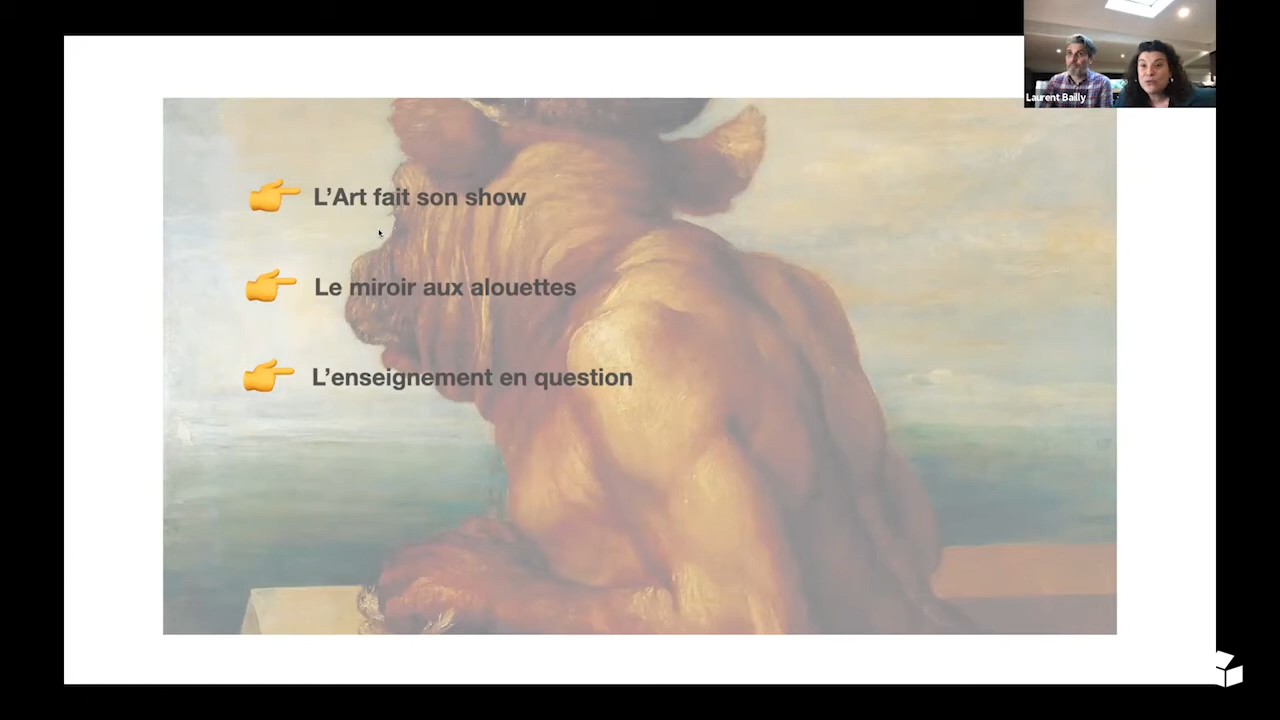 Laurent Bailly
L’Art fait son show
Le miroir aux alouettes
L’enseignement en question